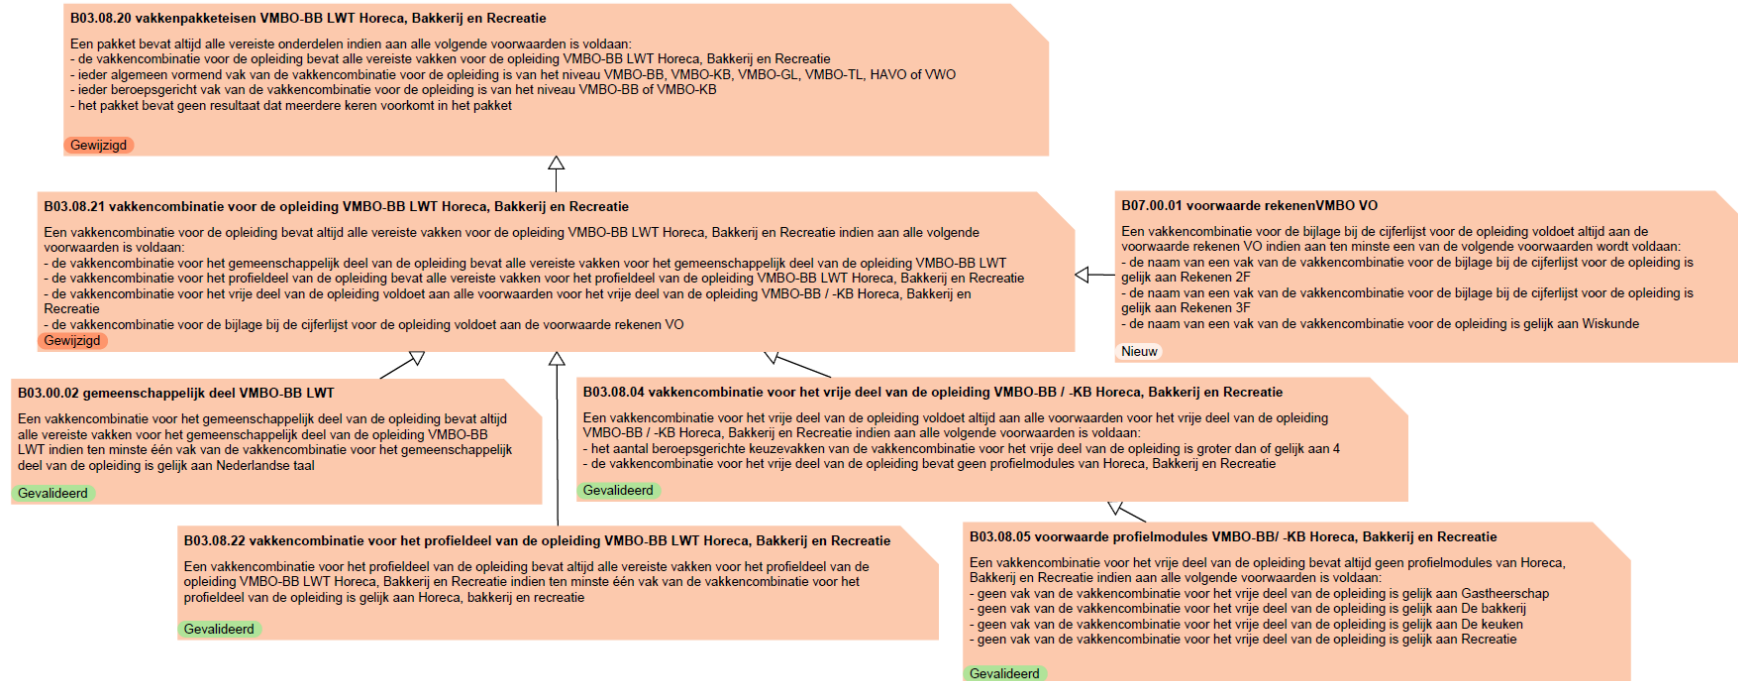 B03.08.20 vakkenpakketeisen VMBO-BB LWT Horeca, Bakkerij en Recreatie
Een pakket bevat altijd alle vereiste onderdelen indien aan alle volgende voorwaarden is voldaan:
- de vakkencombinatie voor de opleiding bevat alle vereiste vakken voor de opleiding VMBO-BB LWT Horeca, Bakkerij en Recreatie
- ieder algemeen vormend vak van de vakkencombinatie voor de opleiding is van het niveau VMBO-BB, VMBO-KB, VMBO-GL, VMBO-TL, HAVO of VWO
- ieder beroepsgericht vak van de vakkencombinatie voor de opleiding is van het niveau VMBO-BB of VMBO-KB
- het pakket bevat geen resultaat dat meerdere keren voorkomt in het pakket
Gewijzigd
B03.08.21 vakkencombinatie voor de opleiding VMBO-BB LWT Horeca, Bakkerij en Recreatie
Een vakkencombinatie voor de opleiding bevat altijd alle vereiste vakken voor de opleiding VMBO-BB LWT Horeca, Bakkerij en Recreatie indien aan alle volgende
voorwaarden is voldaan:
- de vakkencombinatie voor het gemeenschappelijk deel van de opleiding bevat alle vereiste vakken voor het gemeenschappelijk deel van de opleiding VMBO-BB LWT
- de vakkencombinatie voor het profieldeel van de opleiding bevat alle vereiste vakken voor het profieldeel van de opleiding VMBO-BB LWT Horeca, Bakkerij en Recreatie
- de vakkencombinatie voor het vrije deel van de opleiding voldoet aan alle voorwaarden voor het vrije deel van de opleiding VMBO-BB / -KB Horeca, Bakkerij en
Recreatie
- de vakkencombinatie voor de bijlage bij de cijferlijst voor de opleiding voldoet aan de voorwaarde rekenen VO
Gewijzigd
B07.00.01 voorwaarde rekenenVMBO VO
Een vakkencombinatie voor de bijlage bij de cijferlijst voor de opleiding voldoet altijd aan de
voorwaarde rekenen VO indien aan ten minste een van de volgende voorwaarden wordt voldaan:
- de naam van een vak van de vakkencombinatie voor de bijlage bij de cijferlijst voor de opleiding is
gelijk aan Rekenen 2F
- de naam van een vak van de vakkencombinatie voor de bijlage bij de cijferlijst voor de opleiding is
gelijk aan Rekenen 3F
- de naam van een vak van de vakkencombinatie voor de opleiding is gelijk aan Wiskunde
Nieuw
B03.00.02 gemeenschappelijk deel VMBO-BB LWT
Een vakkencombinatie voor het gemeenschappelijk deel van de opleiding bevat altijd
alle vereiste vakken voor het gemeenschappelijk deel van de opleiding VMBO-BB
LWT indien ten minste één vak van de vakkencombinatie voor het gemeenschappelijk
deel van de opleiding is gelijk aan Nederlandse taal
Gevalideerd
B03.08.04 vakkencombinatie voor het vrije deel van de opleiding VMBO-BB / -KB Horeca, Bakkerij en Recreatie
Een vakkencombinatie voor het vrije deel van de opleiding voldoet altijd aan alle voorwaarden voor het vrije deel van de opleiding
VMBO-BB / -KB Horeca, Bakkerij en Recreatie indien aan alle volgende voorwaarden is voldaan:
- het aantal beroepsgerichte keuzevakken van de vakkencombinatie voor het vrije deel van de opleiding is groter dan of gelijk aan 4
- de vakkencombinatie voor het vrije deel van de opleiding bevat geen profielmodules van Horeca, Bakkerij en Recreatie
Gevalideerd
B03.08.22 vakkencombinatie voor het profieldeel van de opleiding VMBO-BB LWT Horeca, Bakkerij en Recreatie
Een vakkencombinatie voor het profieldeel van de opleiding bevat altijd alle vereiste vakken voor het profieldeel van de
opleiding VMBO-BB LWT Horeca, Bakkerij en Recreatie indien ten minste één vak van de vakkencombinatie voor het
profieldeel van de opleiding is gelijk aan Horeca, bakkerij en recreatie
Gevalideerd
B03.08.05 voorwaarde profielmodules VMBO-BB/ -KB Horeca, Bakkerij en Recreatie
Een vakkencombinatie voor het vrije deel van de opleiding bevat altijd geen profielmodules van Horeca,
Bakkerij en Recreatie indien aan alle volgende voorwaarden is voldaan:
- geen vak van de vakkencombinatie voor het vrije deel van de opleiding is gelijk aan Gastheerschap
- geen vak van de vakkencombinatie voor het vrije deel van de opleiding is gelijk aan De bakkerij
- geen vak van de vakkencombinatie voor het vrije deel van de opleiding is gelijk aan De keuken
- geen vak van de vakkencombinatie voor het vrije deel van de opleiding is gelijk aan Recreatie
Gevalideerd